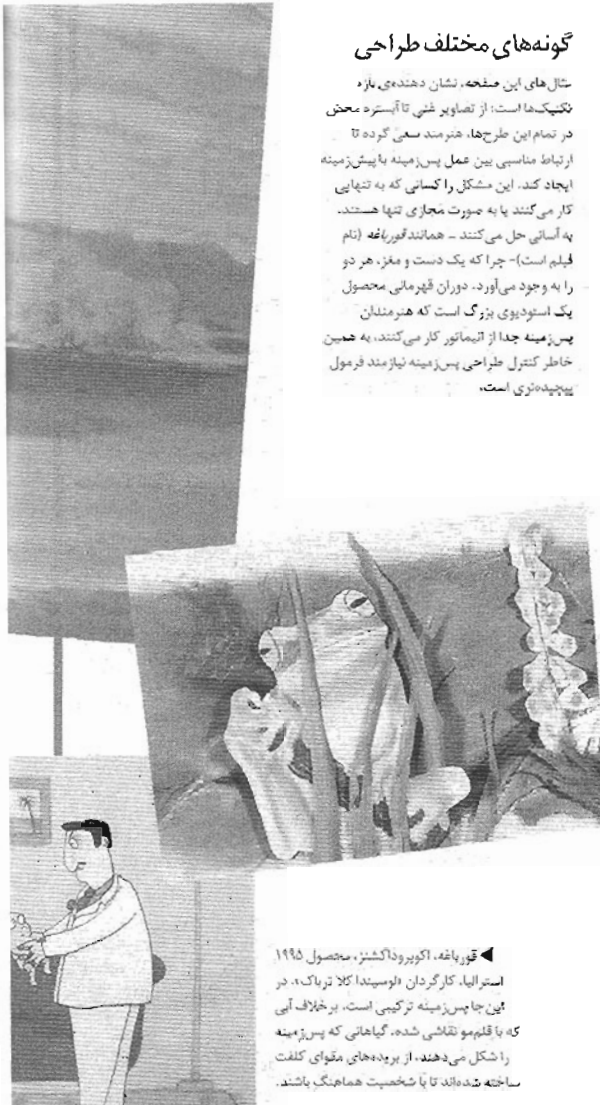 گونه‌های مختلف طراحی
مثال‌های این صفحه، نشان دهنده‌ی بازه
تکنیک‌ها است: از تصاویر غنی تا آبستره محض
در تمام این طرح‌ها، هنرمند سعی کرده تا
ارتباط مناسبی بین عمل پس‌زمینه با پیش‌زمینه
ایجاد کند. این مشکل را کسانی که به تنهایی
کار می‌کنند یا به صورت مجازی تنها هستند.
به آسانی حل می‌کنند - همانند قورباغه (نام
فیلم است)- چرا که یک دست و مغز، هر دو
را به وجود می‌آورد. دوران قهرمانی محصول
یک استودیوی بزرگ است که هنرمندان
پس‌زمینه جدا از انیماتور کار می‌کنند، به همین
خاطر کنترل طراحی پس‌زمینه نیازمند فرمول
پیچیده‌تری است.
◀ قورباغه، اکوپروداکشنز، محصول ۱۹۹۵
استرالیا، کارگردان «لوسیندا کلا ترباک». در
این جا پس‌زمینه ترکیبی است. برخلاف آبی
که با قلم‌مو نقاشی شده، گیاهانی که پس‌زمینه
را شکل می‌دهند، از بریده‌های مقوای کلفت
ساخته شده‌اند تا با شخصیت هماهنگ باشند.